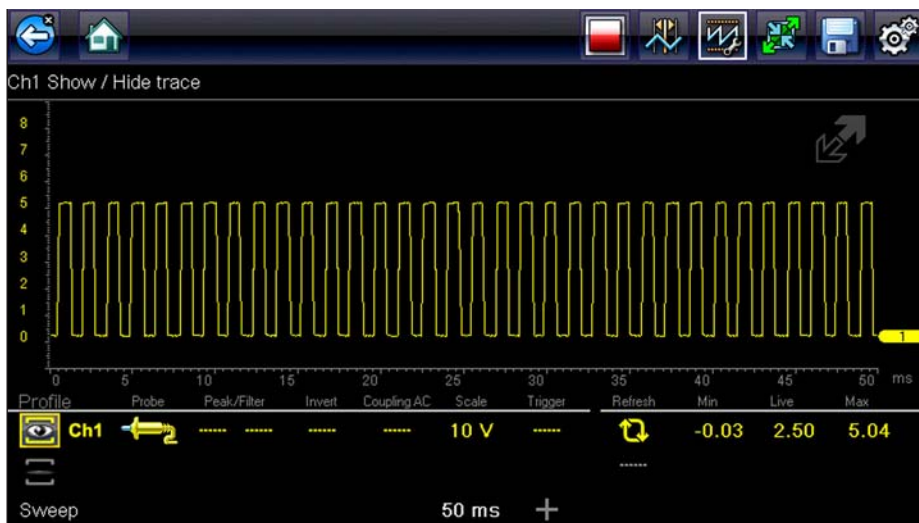 Ch1 Show / Hide trace
8
7
6
5
4
3
2
1
0
1
0 5 10 15 20 25 30 35 40 45 50 ms
Profile Probe Peak/Filter Invert Coupling AC Scale Trigger Refresh Min Live Max
Ch1 ------ ------ ------ ------ 10 V ------ -0.03 2.50 5.04
------
Sweep 50 ms +